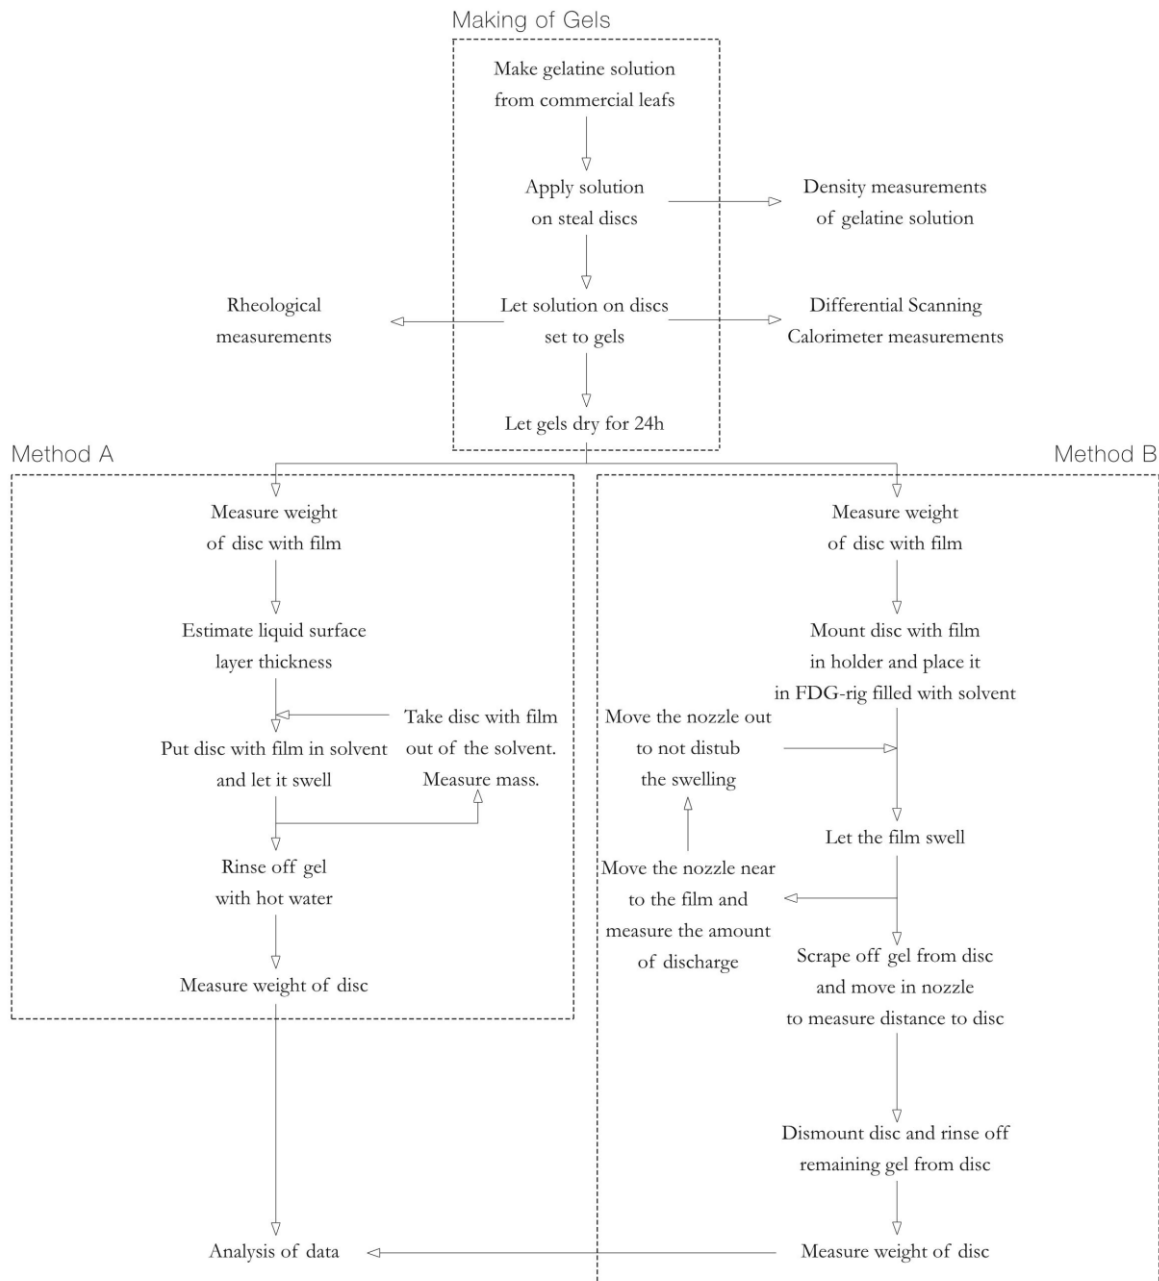 Making of Gels
Make gelatine solution
from commercial leafs
Apply solution
on steal discs
Density measurements
of gelatine solution
Rheological
measurements
Let solution on discs
set to gels
Differential Scanning
Calorimeter measurements
Let gels dry for 24h
Method A
Measure weight
of disc with film
Estimate liquid surface
layer thickness
Put disc with film in solvent
and let it swell
Take disc with film
out of the solvent.
Measure mass.
Rinse off gel
with hot water
Measure weight of disc
Method B
Measure weight
of disc with film
Mount disc with film
in holder and place it
in FDG-rig filled with solvent
Move the nozzle out
to not distub
the swelling
Let the film swell
Move the nozzle near
to the film and
measure the amount
of discharge
Scrape off gel from disc
and move in nozzle
to measure distance to disc
Dismount disc and rinse off
remaining gel from disc
Measure weight of disc
Analysis of data